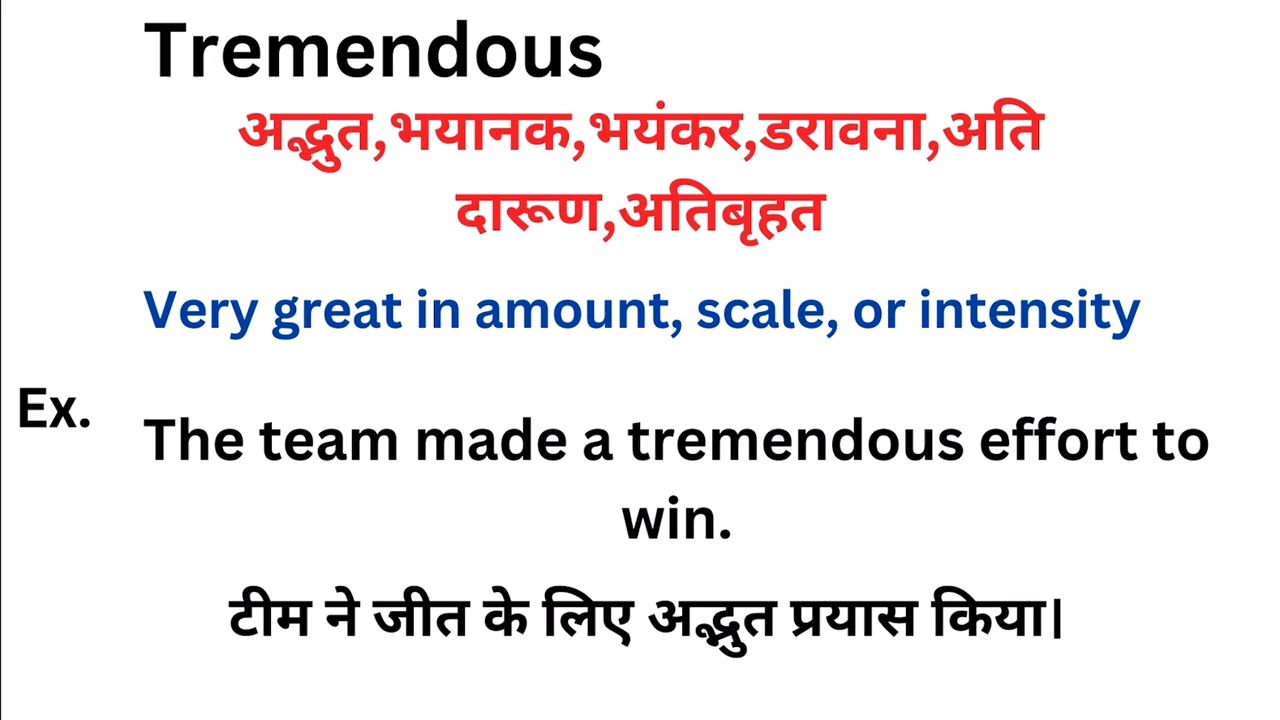 Tremendous
अद्भुत,भयानक,भयंकर,डरावना,अति
दारूण,अतिबृहत
Very great in amount, scale, or intensity
Ex.
The team made a tremendous effort to
win.
टीम ने जीत के लिए अद्भुत प्रयास किया।